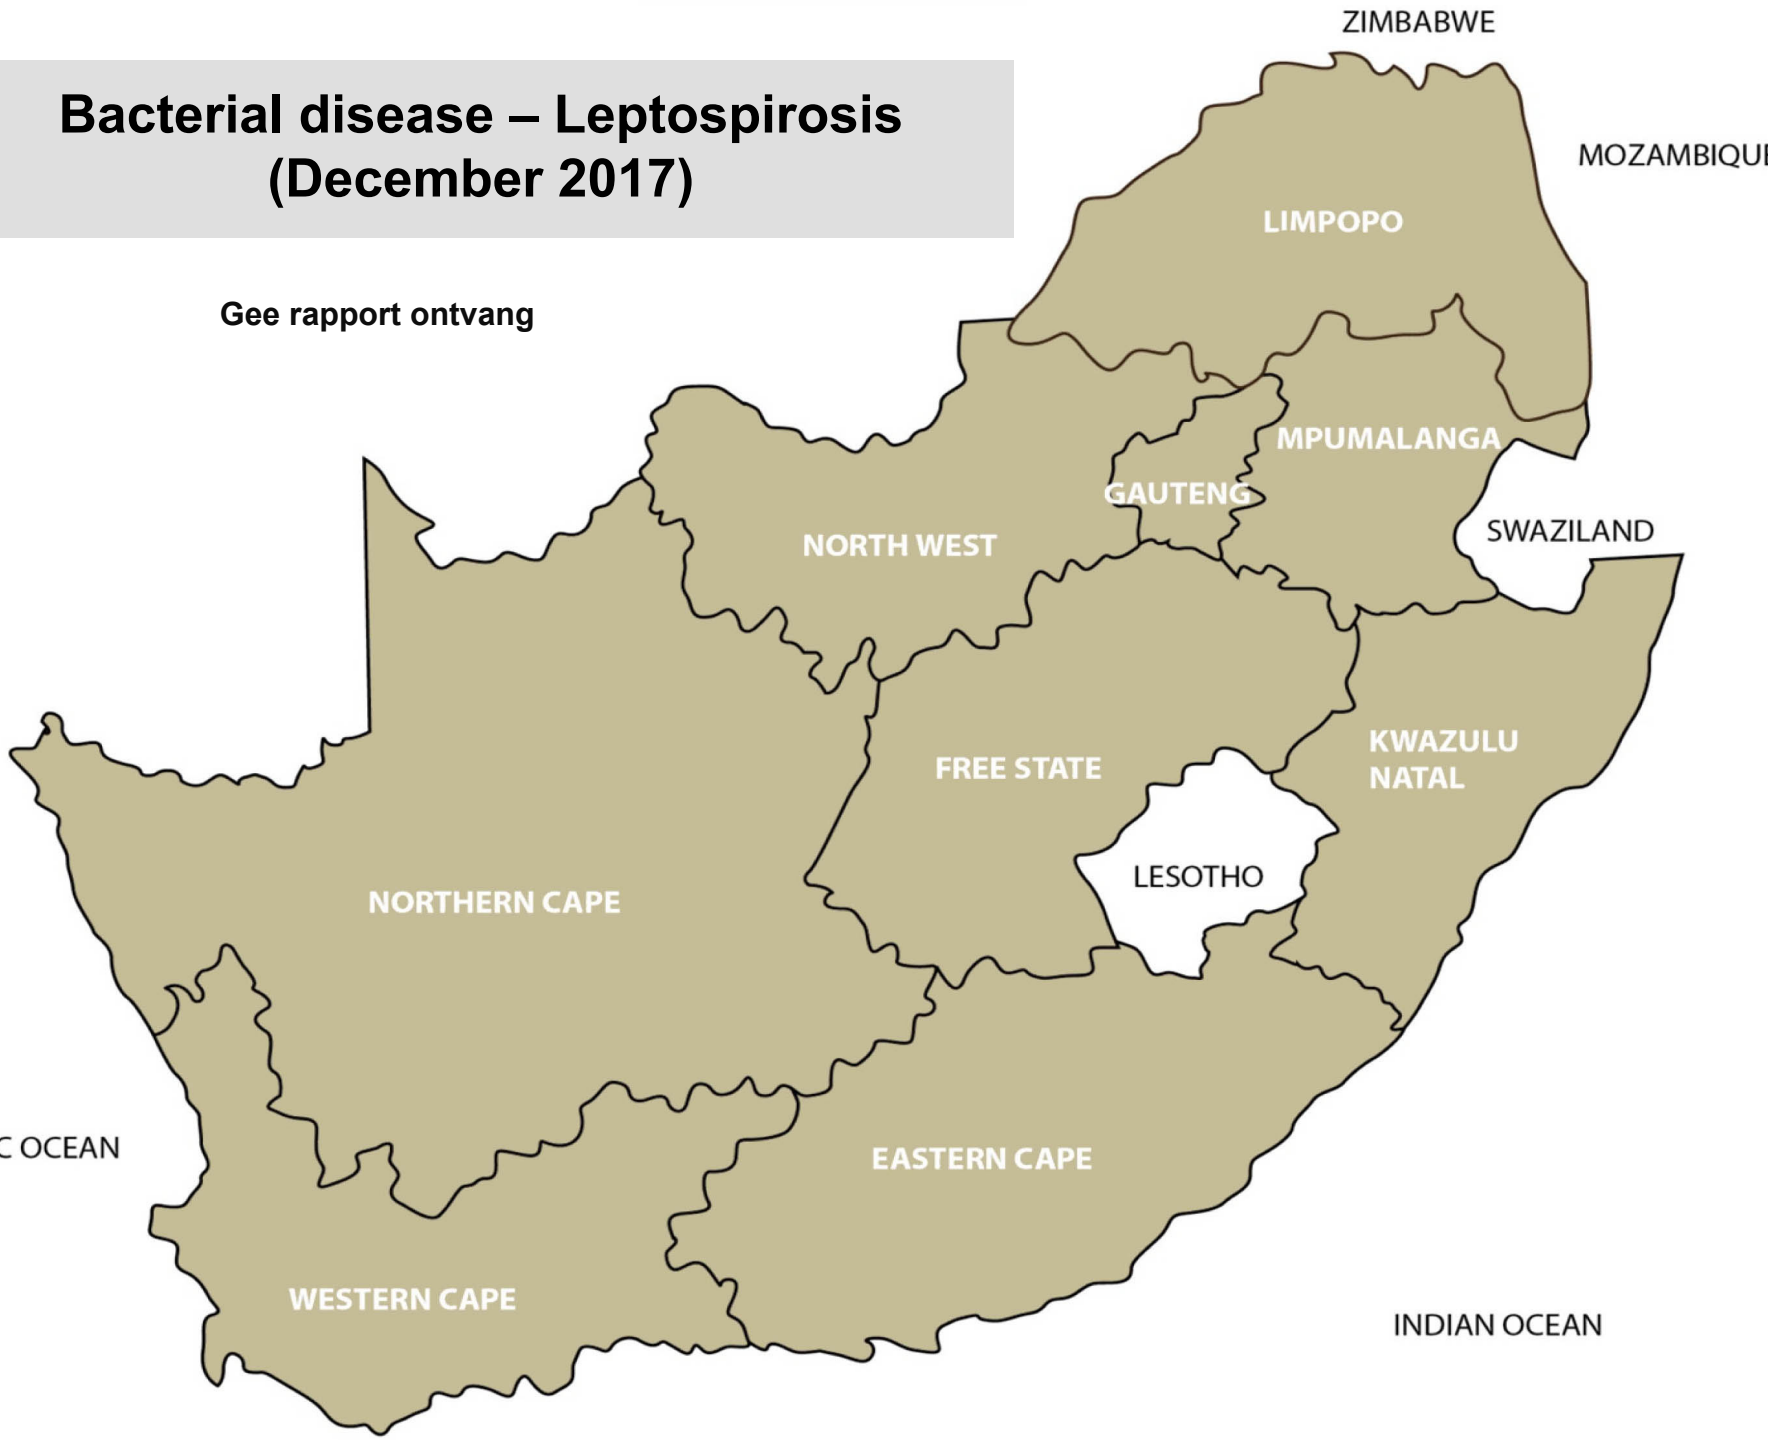 ZIMBABWE
Bacterial disease – Leptospirosis
(December 2017)
MOZAMBIQUE
LIMPOPO
Gee rapport ontvang
MPUMALANGA
GAUTENG
SWAZILAND
NORTH WEST
KWAZULU
NATAL
FREE STATE
LESOTHO
NORTHERN CAPE
C OCEAN
EASTERN CAPE
WESTERN CAPE
INDIAN OCEAN